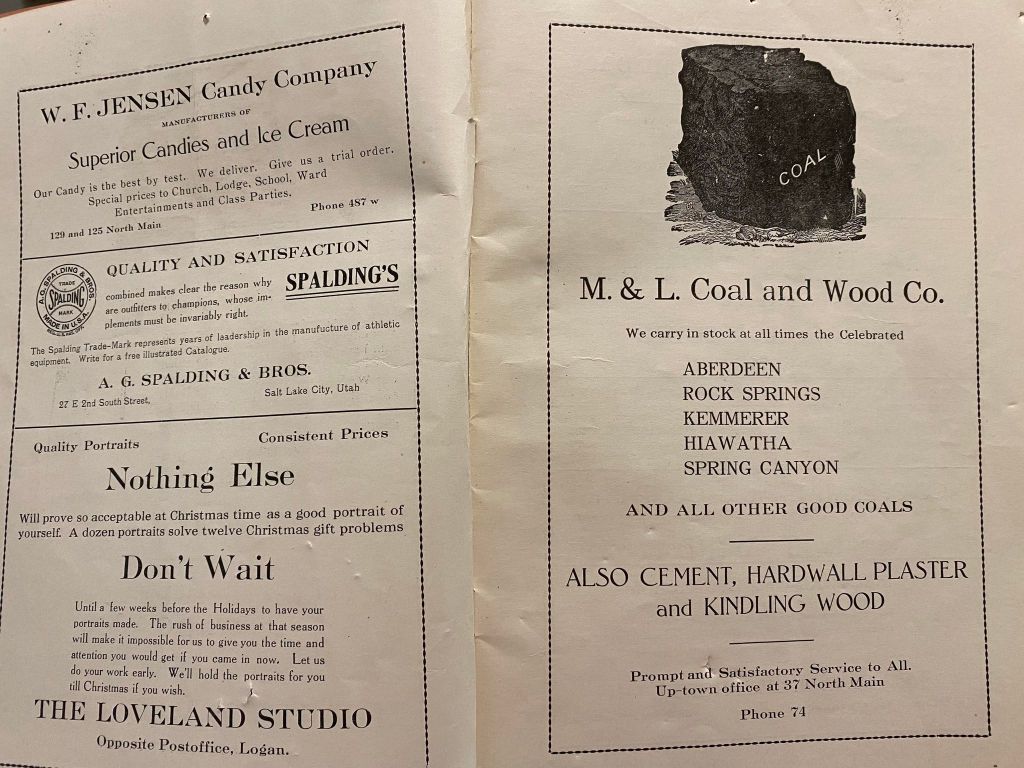 W. F. JENSEN Candy Company
MANUFACTURERS OF
Superior Candies and Ice Cream
Our Candy is the best by test. We deliver. Give us a trial order.
Special prices to Church, Lodge, School, Ward
Entertainments and Class Parties.
129 and 125 North Main
Phone 487 w
A. G. SPALDING & BROS.
TRADE
SPALDING
MARK
MADE IN U.S.A.
QUALITY AND SATISFACTION
combined makes clear the reason why
are outfitters to champions, whose im-
plements must be invariably right.
SPALDING'S
The Spalding Trade-Mark represents years of leadership in the manufucture of athletic
equipment. Write for a free illustrated Catalogue.
A. G. SPALDING & BROS.
27 E 2nd South Street,
Salt Lake City, Utah
Quality Portraits
Consistent Prices
Nothing Else
Will prove so acceptable at Christmas time as a good portrait of
yourself. A dozen portraits solve twelve Christmas gift problems
Don't Wait
Until a few weeks before the Holidays to have your
portraits made. The rush of business at that season
will make it impossible for us to give you the time and
attention you would get if you came in now. Let us
do your work early. We'll hold the portraits for you
till Christmas if you wish.
THE LOVELAND STUDIO
Opposite Postoffice, Logan.
COAL
M. & L. Coal and Wood Co.
We carry in stock at all times the Celebrated
ABERDEEN
ROCK SPRINGS
KEMMERER
HIAWATHA
SPRING CANYON
AND ALL OTHER GOOD COALS
ALSO CEMENT, HARDWALL PLASTER
and KINDLING WOOD
Prompt and Satisfactory Service to All.
Up-town office at 37 North Main
Phone 74